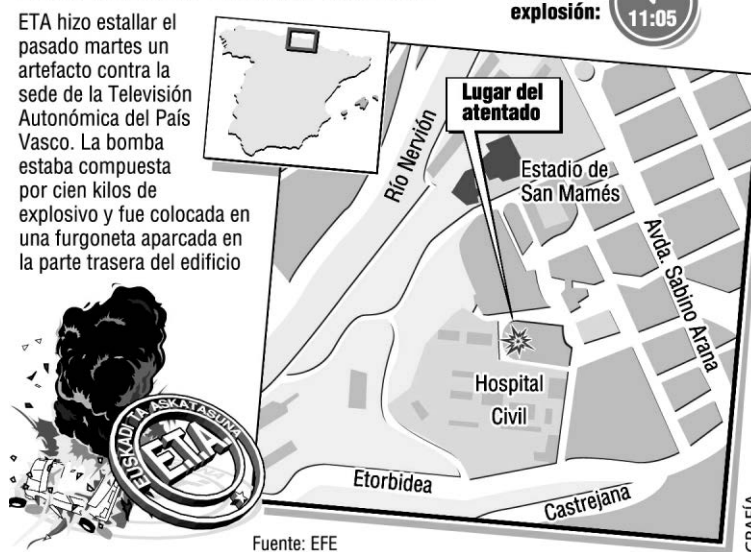 explosión:
11:05
ETA hizo estallar el
pasado martes un
artefacto contra la
sede de la Televisión
Autonómica del País
Vasco. La bomba
estaba compuesta
por cien kilos de
explosivo y fue colocada en
una furgoneta aparcada en
la parte trasera del edificio
Lugar del
atentado
Río Nervión
Estadio de
San Mamés
Avda. Sabino Arana
Hospital
Civil
Etorbidea
Castrejana
EUSKADI TA ASKATASUNA
E.T.A.
Fuente: EFE